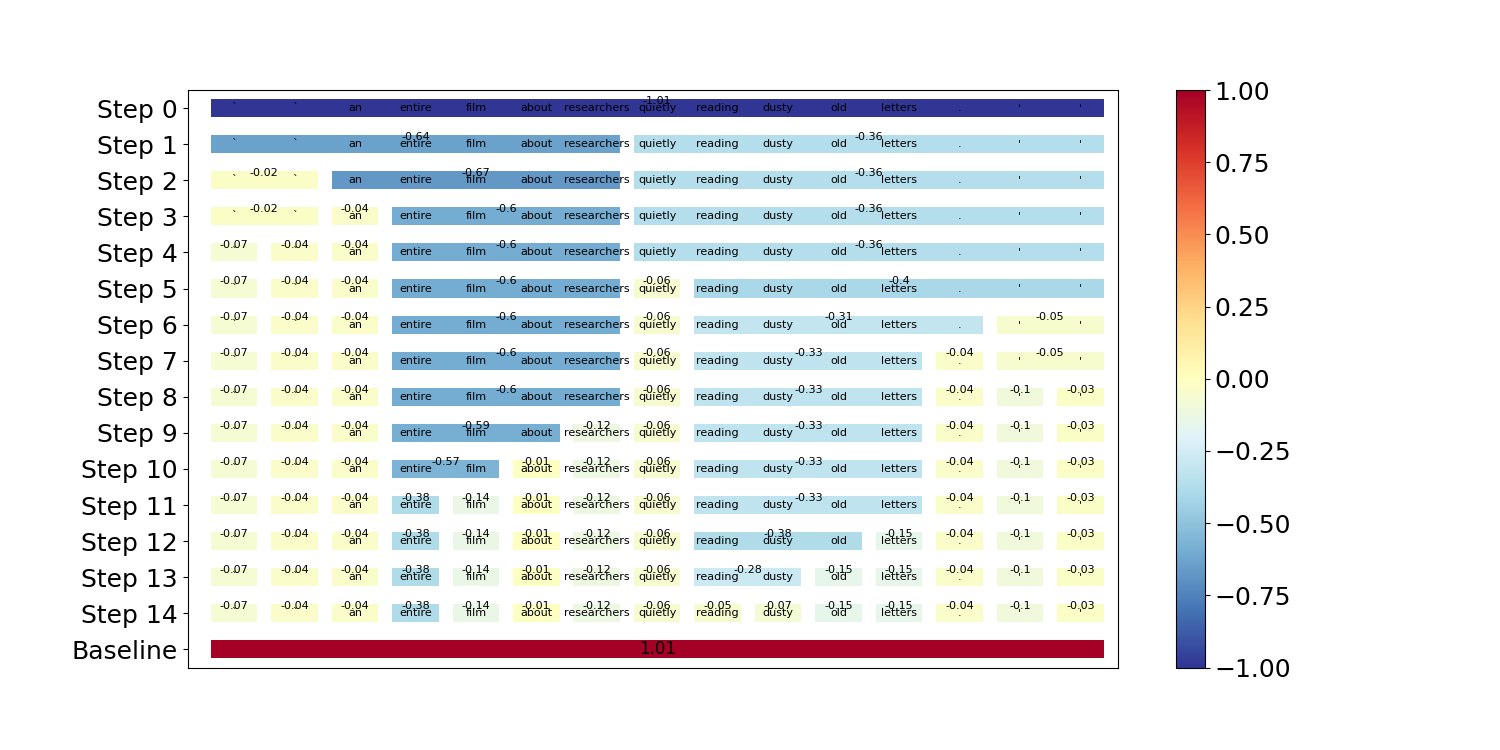 -1.01
Step 0 ` ` an entire film about researchers quietly reading dusty old letters . ' '
-0.64 -0.36
Step 1 ` ` an entire film about researchers quietly reading dusty old letters . ' '
-0.02 -0.67 -0.36
Step 2 ` ` an entire film about researchers quietly reading dusty old letters . ' '
-0.02 -0.04 -0.6 -0.36
Step 3 ` ` an entire film about researchers quietly reading dusty old letters . ' '
-0.07 -0.04 -0.04 -0.6 -0.36
Step 4 an entire film about researchers quietly reading dusty old letters . ' '
-0.07 -0.04 -0.04 -0.6 -0.06 -0.4
Step 5 an entire film about researchers quietly reading dusty old letters . ' '
-0.07 -0.04 -0.04 -0.6 -0.06 -0.31 -0.05
Step 6 an entire film about researchers quietly reading dusty old letters . ' '
-0.07 -0.04 -0.04 -0.6 -0.06 -0.33 -0.04 -0.05
Step 7 an entire film about researchers quietly reading dusty old letters . ' '
-0.07 -0.04 -0.04 -0.6 -0.06 -0.33 -0.04 -0.1 -0.03
Step 8 an entire film about researchers quietly reading dusty old letters .
-0.07 -0.04 -0.04 -0.59 -0.12 -0.06 -0.33 -0.04 -0.1 -0.03
Step 9 an entire film about researchers quietly reading dusty old letters .
-0.07 -0.04 -0.04 -0.57 -0.01 -0.12 -0.06 -0.33 -0.04 -0.1 -0.03
Step 10 an entire film about researchers quietly reading dusty old letters .
-0.07 -0.04 -0.04 -0.38 -0.14 -0.01 -0.12 -0.06 -0.33 -0.04 -0.1 -0.03
Step 11 an entire film about researchers quietly reading dusty old letters .
-0.07 -0.04 -0.04 -0.38 -0.14 -0.01 -0.12 -0.06 -0.38 -0.15 -0.04 -0.1 -0.03
Step 12 an entire film about researchers quietly reading dusty old letters .
-0.07 -0.04 -0.04 -0.38 -0.14 -0.01 -0.12 -0.06 -0.28 -0.15 -0.15 -0.04 -0.1 -0.03
Step 13 an entire film about researchers quietly reading dusty old letters .
-0.07 -0.04 -0.04 -0.38 -0.14 -0.01 -0.12 -0.06 -0.05 -0.07 -0.15 -0.15 -0.04 -0.1 -0.03
Step 14 an entire film about researchers quietly reading dusty old letters .
Baseline 1.01
1.00
0.75
0.50
0.25
0.00
−0.25
−0.50
−0.75
−1.00